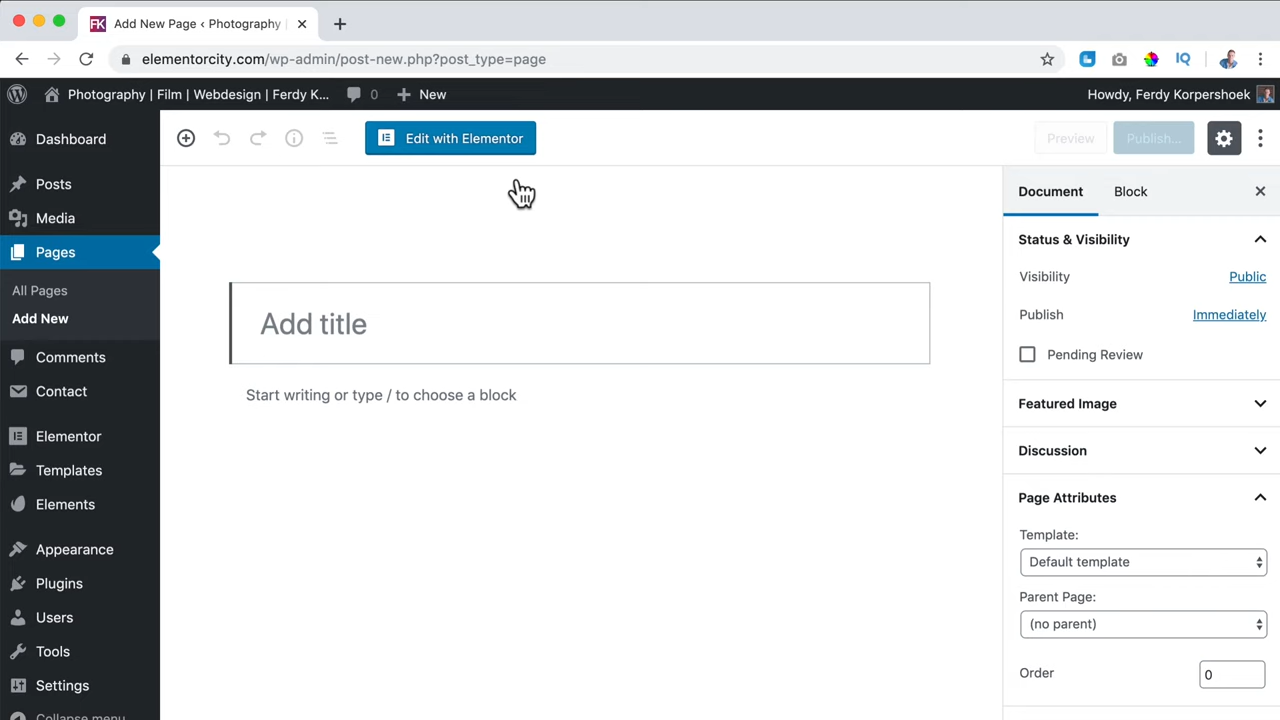 FK Add New Page ‹ Photography
elementorcity.com/wp-admin/post-new.php?post_type=page
IQ
Photography | Film | Webdesign | Ferdy K...
0
New
Howdy, Ferdy Korpershoek
Dashboard
Posts
Media
Pages
All Pages
Add New
Comments
Contact
Elementor
Templates
Elements
Appearance
Plugins
Users
Tools
Settings
Collapse menu
Edit with Elementor
Preview
Publish...
Add title
Start writing or type / to choose a block
Document
Block
Status & Visibility
Visibility
Public
Publish
Immediately
Pending Review
Featured Image
Discussion
Page Attributes
Template:
Default template
Parent Page:
(no parent)
Order
0